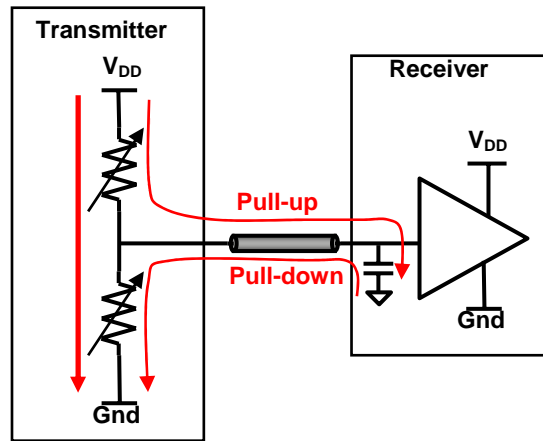 Transmitter
VDD
Receiver
VDD
Pull-up
Pull-down
Gnd
Gnd